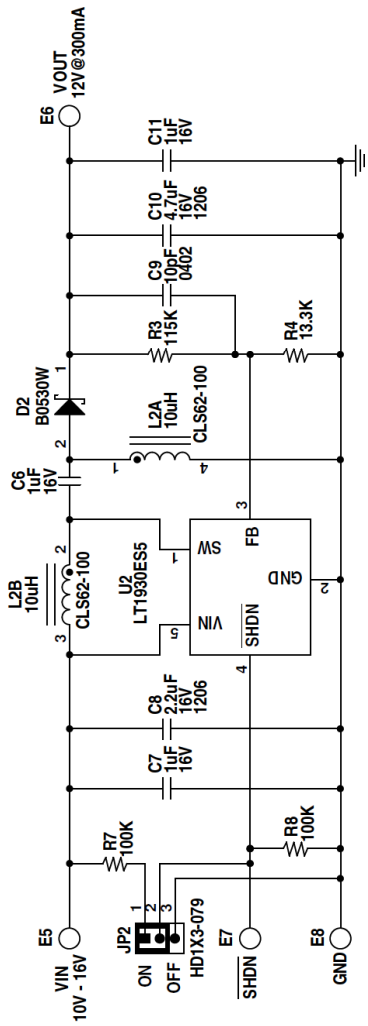 E5
VIN
10V - 16V
R7
100K
JP2
1
2
3
ON
OFF
HD1X3-079
E7
SHDN
E8
GND
R8
100K
C7
1uF
16V
C8
2.2uF
16V
1206
L2B
10uH
3
2
CLS62-100
U2
LT1930ES5
5
1
VIN
SW
SHDN
FB
GND
4
3
2
C6
1uF
16V
D2
B0530W
2
1
1
4
L2A
10uH
CLS62-100
R3
115K
C9
10pF
0402
R4
13.3K
C10
4.7uF
16V
1206
C11
1uF
16V
E6
VOUT
12V@300mA